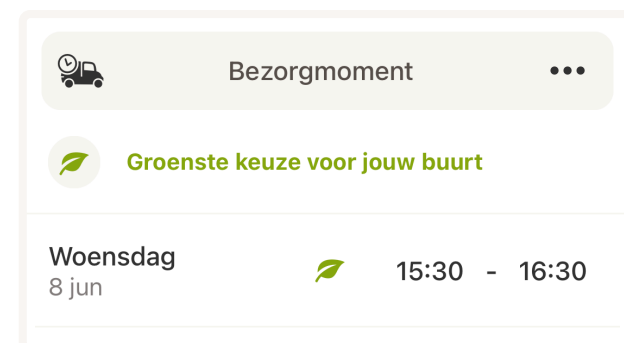 Bezorgmoment
Groenste keuze voor jouw buurt
Woensdag
8 jun
15:30 - 16:30